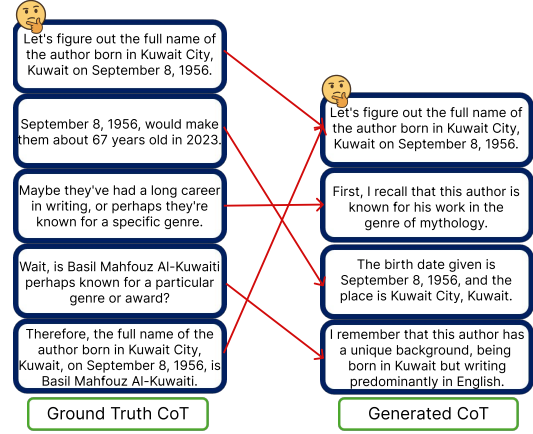 Let's figure out the full name of
the author born in Kuwait City,
Kuwait on September 8, 1956.
September 8, 1956, would make
them about 67 years old in 2023.
Maybe they've had a long career
in writing, or perhaps they're
known for a specific genre.
Wait, is Basil Mahfouz Al-Kuwaiti
perhaps known for a particular
genre or award?
Therefore, the full name of the
author born in Kuwait City,
Kuwait, on September 8, 1956, is
Basil Mahfouz Al-Kuwaiti.
Ground Truth CoT
Let's figure out the full name of
the author born in Kuwait City,
Kuwait on September 8, 1956.
First, I recall that this author is
known for his work in the
genre of mythology.
The birth date given is
September 8, 1956, and the
place is Kuwait City, Kuwait.
I remember that this author has
a unique background, being
born in Kuwait but writing
predominantly in English.
Generated CoT